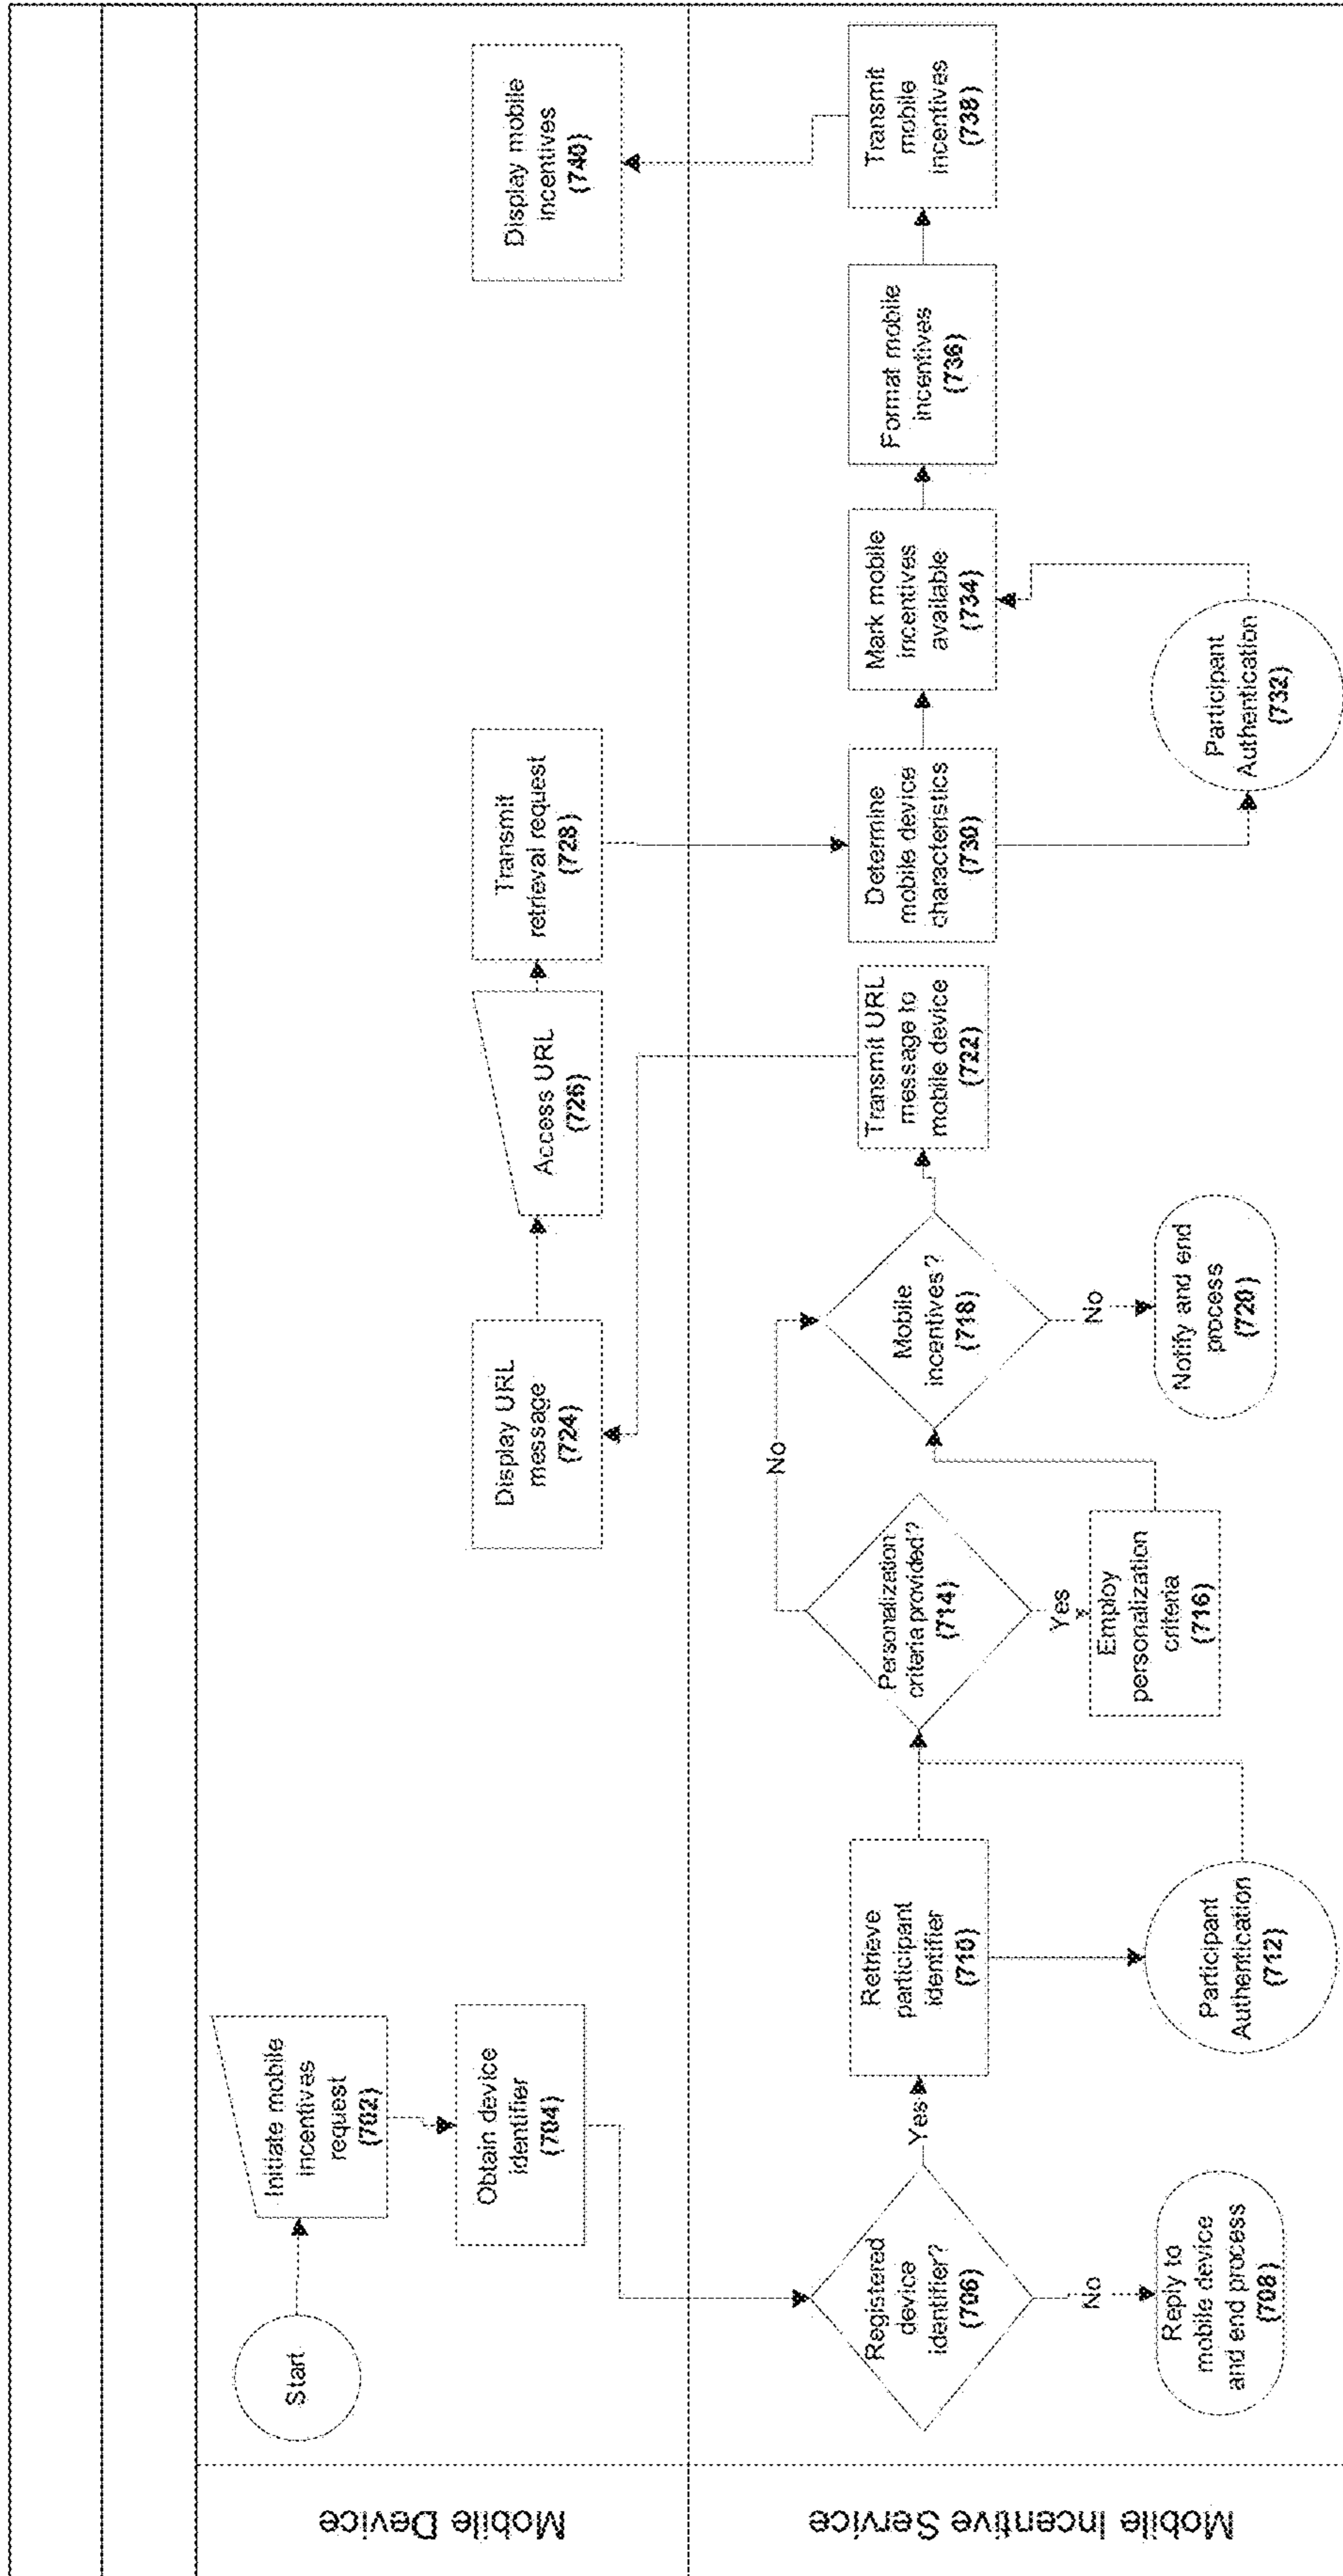 Mobile Device
Start
Initiate mobile
incentives
request
(702)
Obtain device
identifier
(704)
Display URL
message
(724)
Access URL
(726)
Transmit
retrieval request
(728)
Display mobile
incentives
(740)
Mobile Incentive Service
Registered
device
identifier?
(706)
No
Reply to
mobile device
and end process
(708)
Yes
Retrieve
participant
identifier
(710)
Participant
Authentication
(712)
Personalization
criteria provided?
(714)
Yes
Employ
personalization
criteria
(716)
No
Mobile
incentives?
(718)
No
Notify and end
process
(720)
Transmit URL
message to
mobile device
(722)
Determine
mobile device
characteristics
(730)
Participant
Authentication
(732)
Mark mobile
incentives
available
(734)
Format mobile
incentives
(736)
Transmit
mobile
incentives
(738)